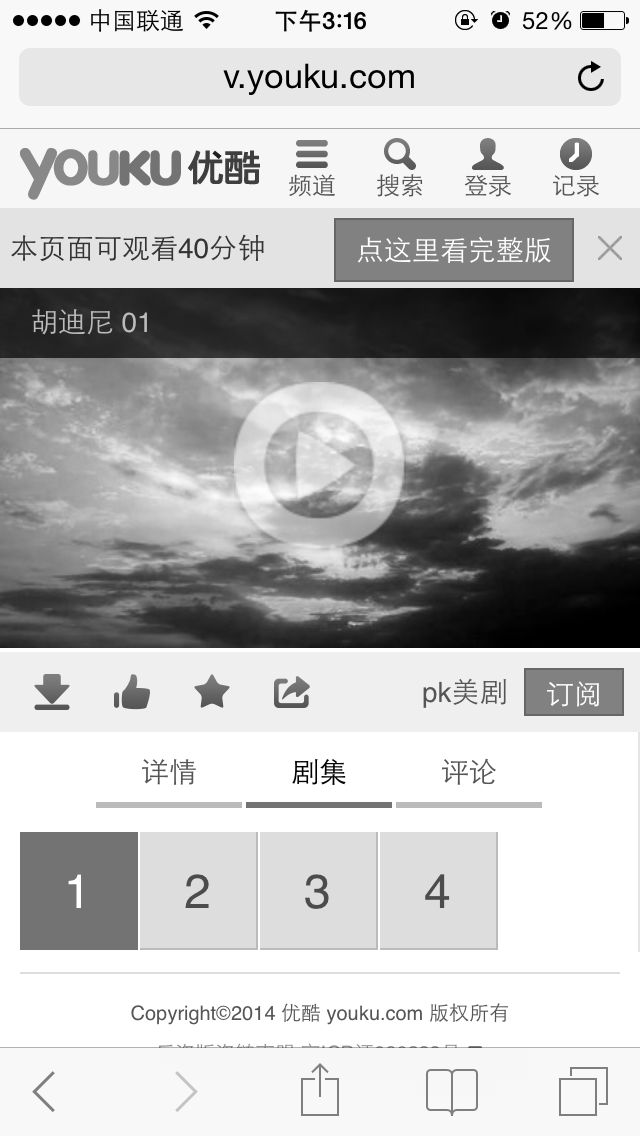 中国联通 下午3:16 52%
v.youku.com
YOUKU 优酷 频道 搜索 登录 记录
本页面可观看40分钟 点这里看完整版
胡迪尼 01
pk美剧 订阅
详情 剧集 评论
1 2 3 4
Copyright©2014 优酷 youku.com 版权所有